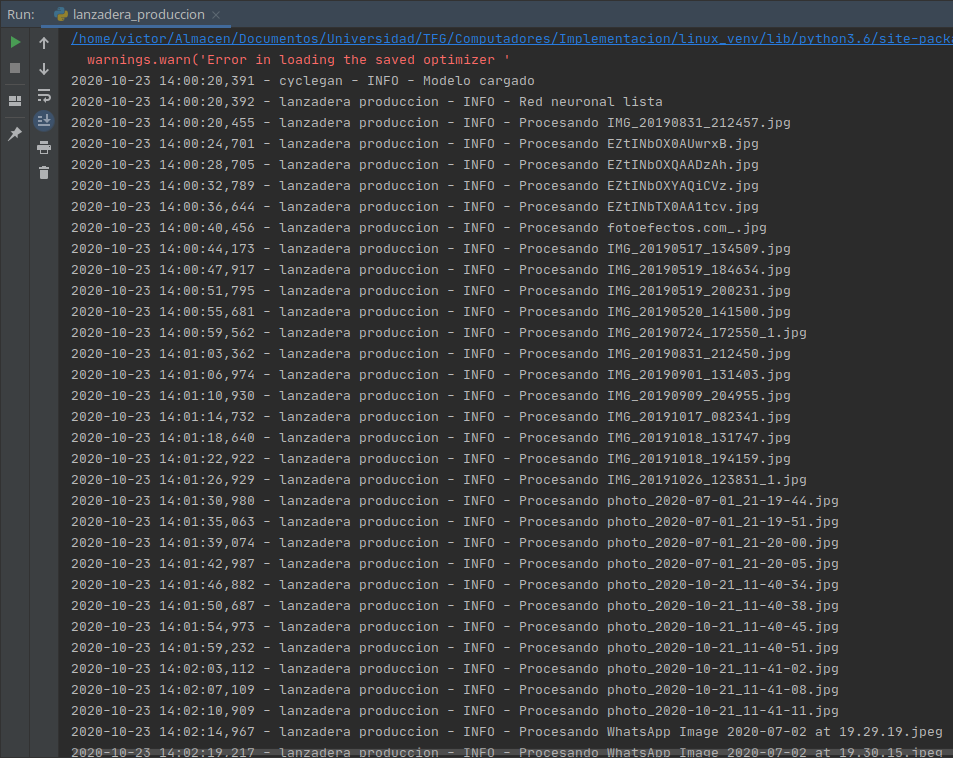 Run: lanzadera_produccion
/home/victor/Almacen/Documentos/Universidad/TFG/Computadores/Implementacion/linux_venv/lib/python3.6/site-packa
warnings.warn('Error in loading the saved optimizer '
2020-10-23 14:00:20,391 - cyclegan - INFO - Modelo cargado
2020-10-23 14:00:20,392 - lanzadera produccion - INFO - Red neuronal lista
2020-10-23 14:00:20,455 - lanzadera produccion - INFO - Procesando IMG_20190831_212457.jpg
2020-10-23 14:00:24,701 - lanzadera produccion - INFO - Procesando EZtINbOX0AUwrxB.jpg
2020-10-23 14:00:28,705 - lanzadera produccion - INFO - Procesando EZtINbOXQAADzAh.jpg
2020-10-23 14:00:32,789 - lanzadera produccion - INFO - Procesando EZtINbOXYAQiCVz.jpg
2020-10-23 14:00:36,644 - lanzadera produccion - INFO - Procesando EZtINbTX0AA1tcv.jpg
2020-10-23 14:00:40,456 - lanzadera produccion - INFO - Procesando fotoefectos.com_.jpg
2020-10-23 14:00:44,173 - lanzadera produccion - INFO - Procesando IMG_20190517_134509.jpg
2020-10-23 14:00:47,917 - lanzadera produccion - INFO - Procesando IMG_20190519_184634.jpg
2020-10-23 14:00:51,795 - lanzadera produccion - INFO - Procesando IMG_20190519_200231.jpg
2020-10-23 14:00:55,681 - lanzadera produccion - INFO - Procesando IMG_20190520_141500.jpg
2020-10-23 14:00:59,562 - lanzadera produccion - INFO - Procesando IMG_20190724_172550_1.jpg
2020-10-23 14:01:03,362 - lanzadera produccion - INFO - Procesando IMG_20190831_212450.jpg
2020-10-23 14:01:06,974 - lanzadera produccion - INFO - Procesando IMG_20190901_131403.jpg
2020-10-23 14:01:10,930 - lanzadera produccion - INFO - Procesando IMG_20190909_204955.jpg
2020-10-23 14:01:14,732 - lanzadera produccion - INFO - Procesando IMG_20191017_082341.jpg
2020-10-23 14:01:18,640 - lanzadera produccion - INFO - Procesando IMG_20191018_131747.jpg
2020-10-23 14:01:22,922 - lanzadera produccion - INFO - Procesando IMG_20191018_194159.jpg
2020-10-23 14:01:26,929 - lanzadera produccion - INFO - Procesando IMG_20191026_123831_1.jpg
2020-10-23 14:01:30,980 - lanzadera produccion - INFO - Procesando photo_2020-07-01_21-19-44.jpg
2020-10-23 14:01:35,063 - lanzadera produccion - INFO - Procesando photo_2020-07-01_21-19-51.jpg
2020-10-23 14:01:39,074 - lanzadera produccion - INFO - Procesando photo_2020-07-01_21-20-00.jpg
2020-10-23 14:01:42,987 - lanzadera produccion - INFO - Procesando photo_2020-07-01_21-20-05.jpg
2020-10-23 14:01:46,882 - lanzadera produccion - INFO - Procesando photo_2020-10-21_11-40-34.jpg
2020-10-23 14:01:50,687 - lanzadera produccion - INFO - Procesando photo_2020-10-21_11-40-38.jpg
2020-10-23 14:01:54,973 - lanzadera produccion - INFO - Procesando photo_2020-10-21_11-40-45.jpg
2020-10-23 14:01:59,232 - lanzadera produccion - INFO - Procesando photo_2020-10-21_11-40-51.jpg
2020-10-23 14:02:03,112 - lanzadera produccion - INFO - Procesando photo_2020-10-21_11-41-02.jpg
2020-10-23 14:02:07,109 - lanzadera produccion - INFO - Procesando photo_2020-10-21_11-41-08.jpg
2020-10-23 14:02:10,909 - lanzadera produccion - INFO - Procesando photo_2020-10-21_11-41-11.jpg
2020-10-23 14:02:14,967 - lanzadera produccion - INFO - Procesando WhatsApp Image 2020-07-02 at 19.29.19.jpeg
2020-10-23 14:02:19,217 - lanzadera produccion - INFO - Procesando WhatsApp Image 2020-07-02 at 19.30.15.jpeg